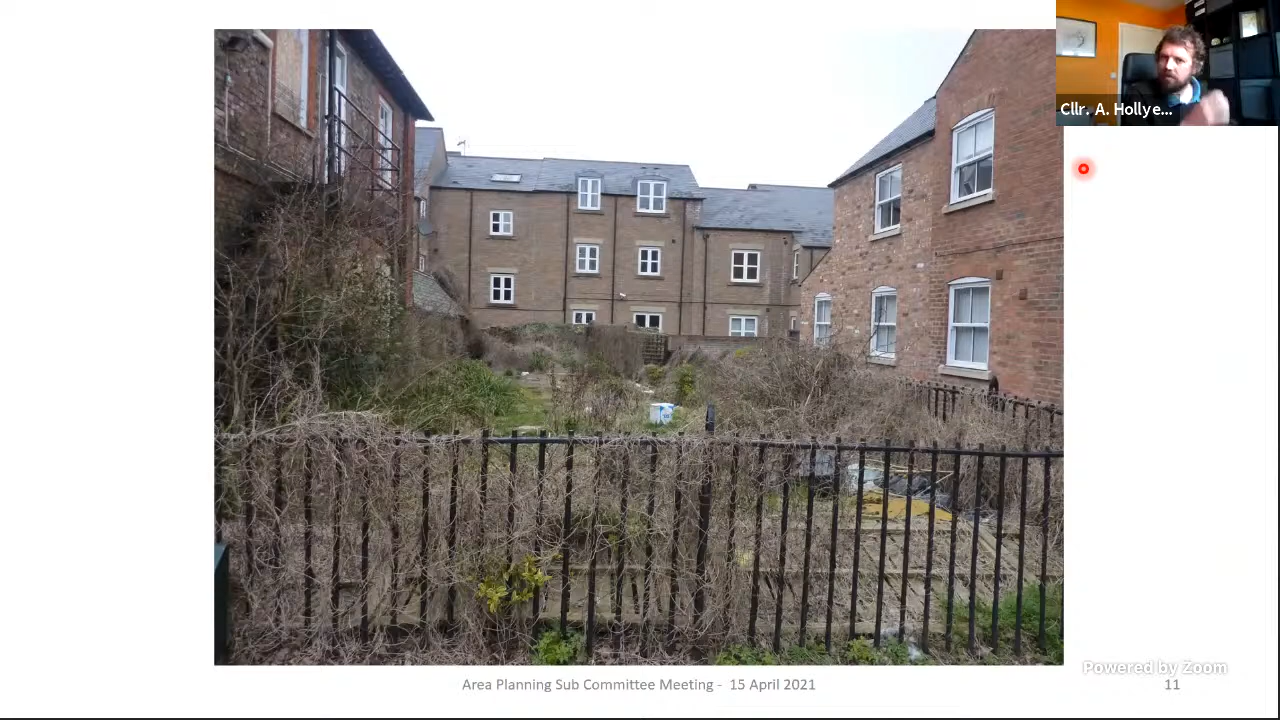 Cllr. A. Hollye...
Area Planning Sub Committee Meeting - 15 April 2021
Powered by Zoom
11